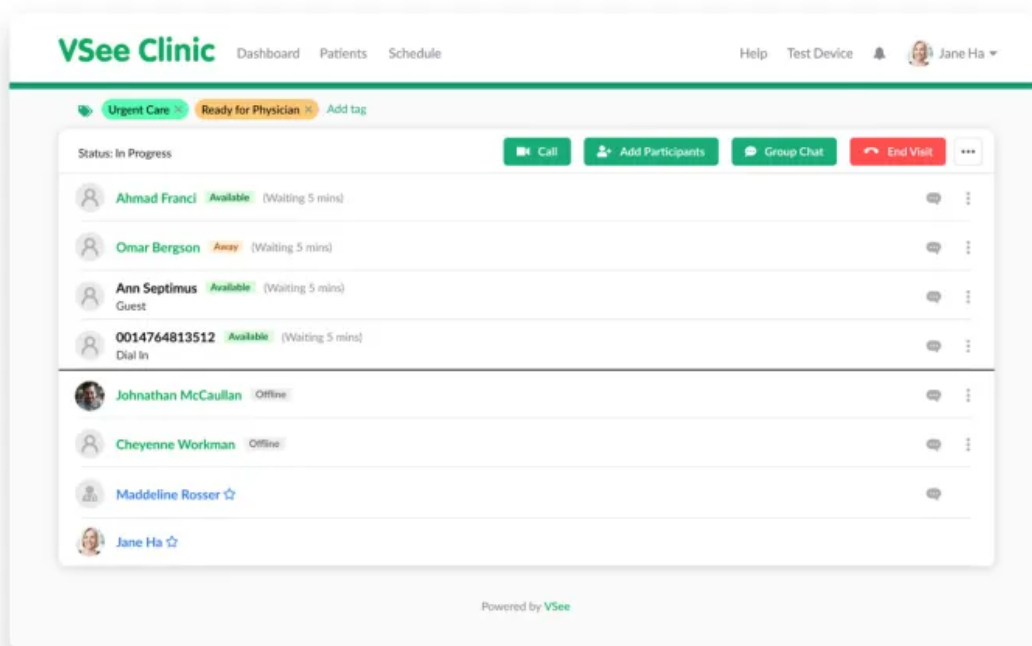 VSee Clinic Dashboard Patients Schedule Help Test Device Jane Ha
Urgent Care × Ready for Physician × Add tag
Status: In Progress Call Add Participants Group Chat End Visit
Ahmad Franci Available (Waiting 5 mins)
Omar Bergson Away (Waiting 5 mins)
Ann Septimus Available (Waiting 5 mins)
Guest
0014764813512 Available (Waiting 5 mins)
Dial In
Johnathan McCaullan Offline
Cheyenne Workman Offline
Maddeline Rosser
Jane Ha
Powered by VSee